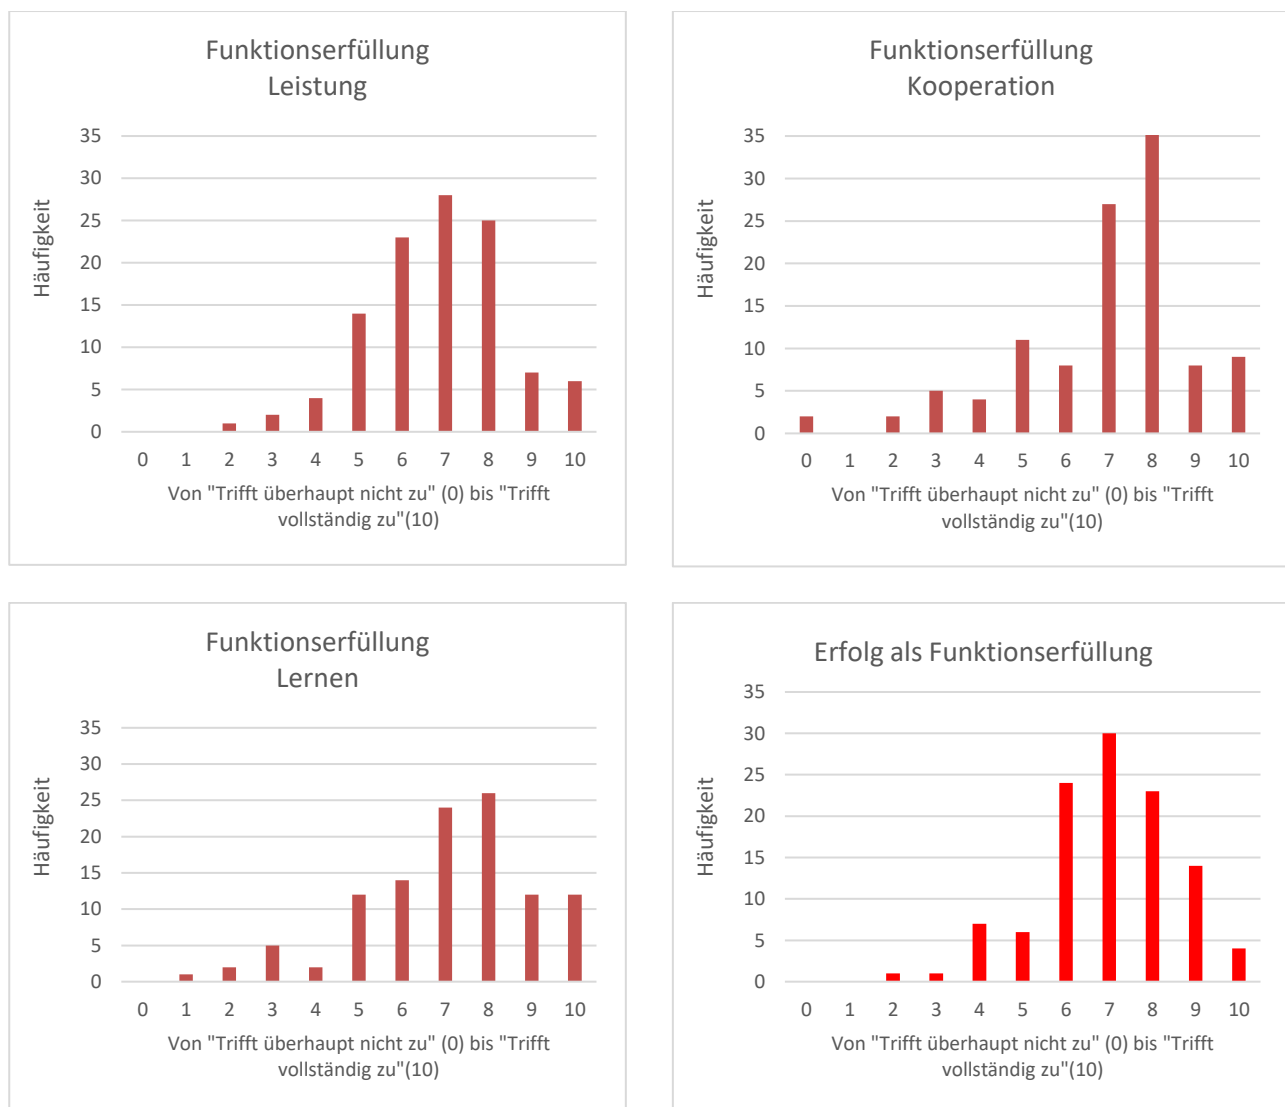 Funktionserfüllung
Leistung
35
30
25
20
15
10
5
0
Häufigkeit
0 1 2 3 4 5 6 7 8 9 10
Von "Trifft überhaupt nicht zu" (0) bis "Trifft
vollständig zu"(10)
Funktionserfüllung
Kooperation
35
30
25
20
15
10
5
0
Häufigkeit
0 1 2 3 4 5 6 7 8 9 10
Von "Trifft überhaupt nicht zu" (0) bis "Trifft
vollständig zu"(10)
Funktionserfüllung
Lernen
35
30
25
20
15
10
5
0
Häufigkeit
0 1 2 3 4 5 6 7 8 9 10
Von "Trifft überhaupt nicht zu" (0) bis "Trifft
vollständig zu"(10)
Erfolg als Funktionserfüllung
35
30
25
20
15
10
5
0
Häufigkeit
0 1 2 3 4 5 6 7 8 9 10
Von "Trifft überhaupt nicht zu" (0) bis "Trifft
vollständig zu"(10)